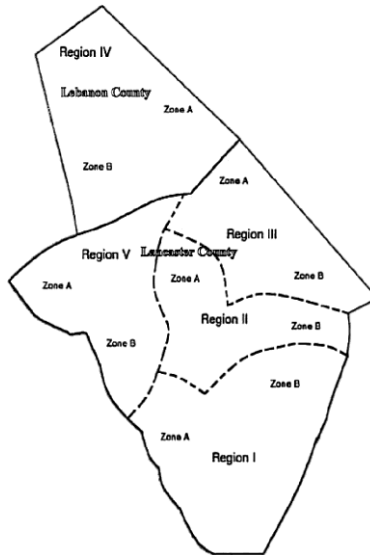 Region IV
Lebanon County
Zone A
Zone B
Zone A
Region III
Lancaster County
Region V
Zone A
Zone B
Zone A
Region II
Zone B
Zone B
Zone B
Zone A
Region I